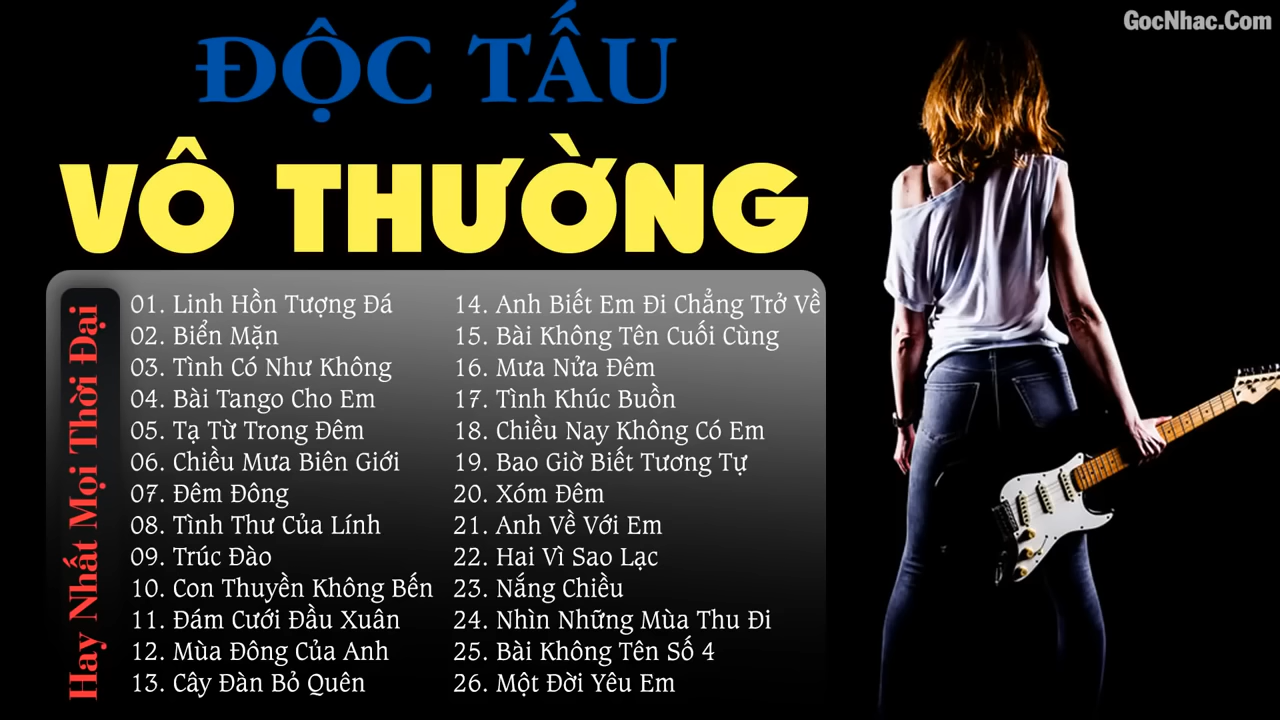 GocNhac.Com
ĐỘC TẤU
VÔ THƯỜNG
Hay Nhất Mọi Thời Đại
01. Linh Hồn Tượng Đá
02. Biển Mặn
03. Tình Có Như Không
04. Bài Tango Cho Em
05. Tạ Từ Trong Đêm
06. Chiều Mưa Biên Giới
07. Đêm Đông
08. Tình Thư Của Lính
09. Trúc Đào
10. Con Thuyền Không Bến
11. Đám Cưới Đầu Xuân
12. Mùa Đông Của Anh
13. Cây Đàn Bỏ Quên
14. Anh Biết Em Đi Chẳng Trở Về
15. Bài Không Tên Cuối Cùng
16. Mưa Nửa Đêm
17. Tình Khúc Buồn
18. Chiều Nay Không Có Em
19. Bao Giờ Biết Tương Tự
20. Xóm Đêm
21. Anh Về Với Em
22. Hai Vì Sao Lạc
23. Nắng Chiều
24. Nhìn Những Mùa Thu Đi
25. Bài Không Tên Số 4
26. Một Đời Yêu Em